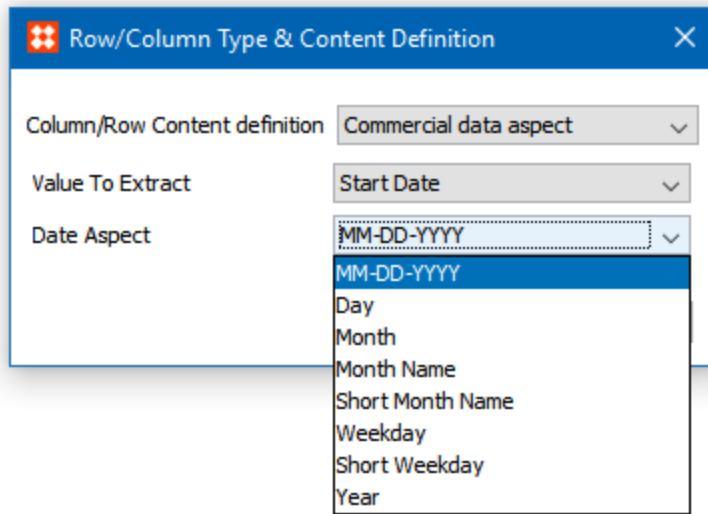 Row/Column Type & Content Definition
Column/Row Content definition Commercial data aspect
Value To Extract Start Date
Date Aspect MM-DD-YYYY
MM-DD-YYYY
Day
Month
Month Name
Short Month Name
Weekday
Short Weekday
Year